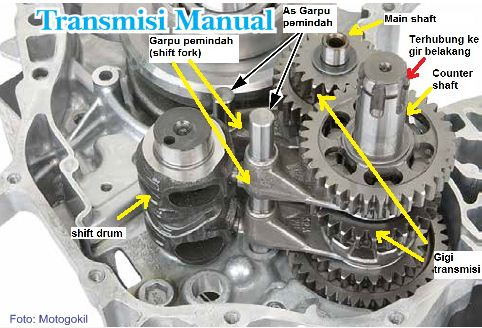 Transmisi Manual
As Garpu
pemindah
Main shaft
Garpu pemindah
(shift fork)
Terhubung ke
gir belakang
Counter
shaft
shift drum
Gigi
transmisi
Foto: Motogokil